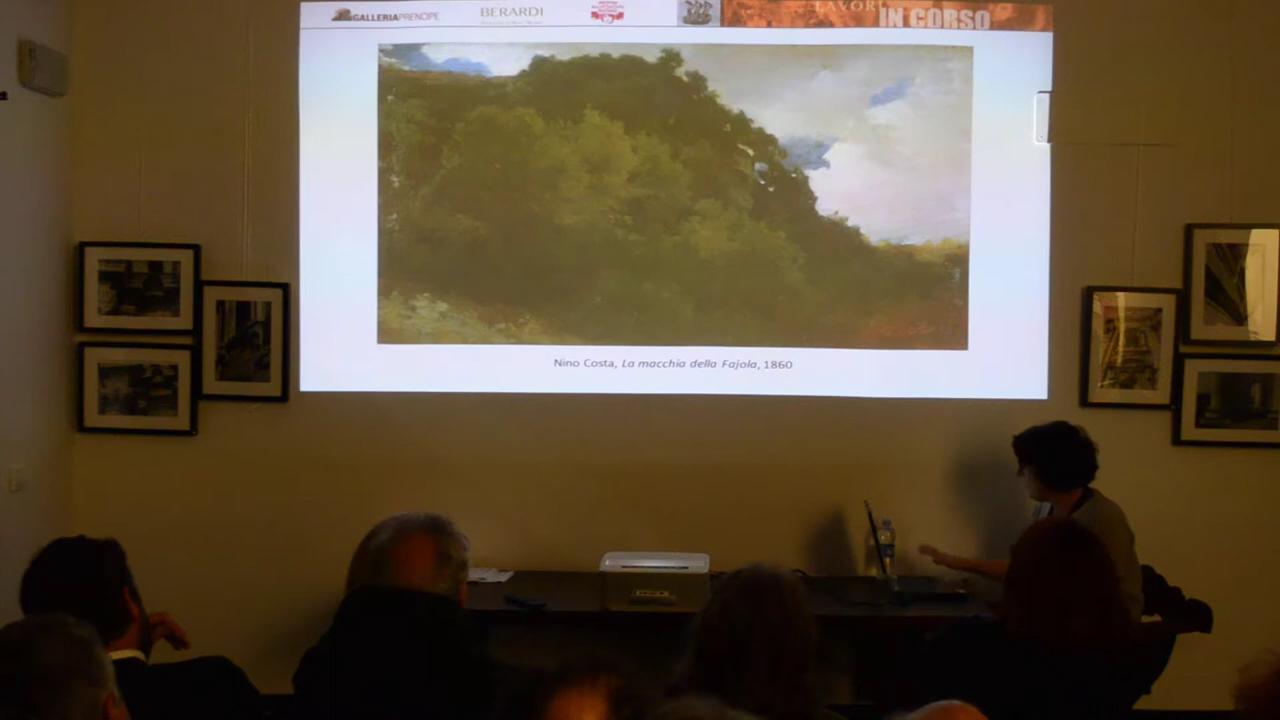 GALLERIAPRENCIPE
BERARDI
LAVORI
IN CORSO
Nino Costa, La macchia della Fajola, 1860